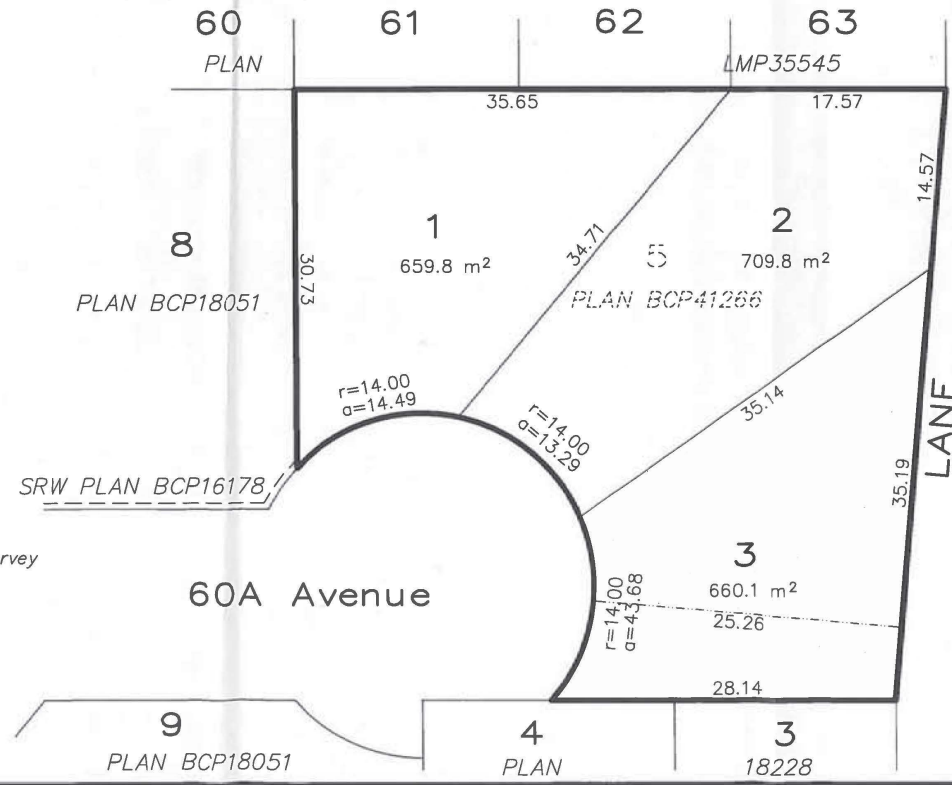 60 61 62 63
PLAN LMP35545
35.65 17.57
14.57
1
659.8 m²
2
709.8 m²
8
PLAN BCP18051
30.73
34.71
5
PLAN BCP41266
r=14.00
a=14.49
r=14.00
a=13.29
35.14
LANE
35.19
SRW PLAN BCP16178
rvey
60A Avenue
3
660.1 m²
25.26
r=14.00
a=43.68
28.14
9
PLAN BCP18051
4 3
PLAN 18228